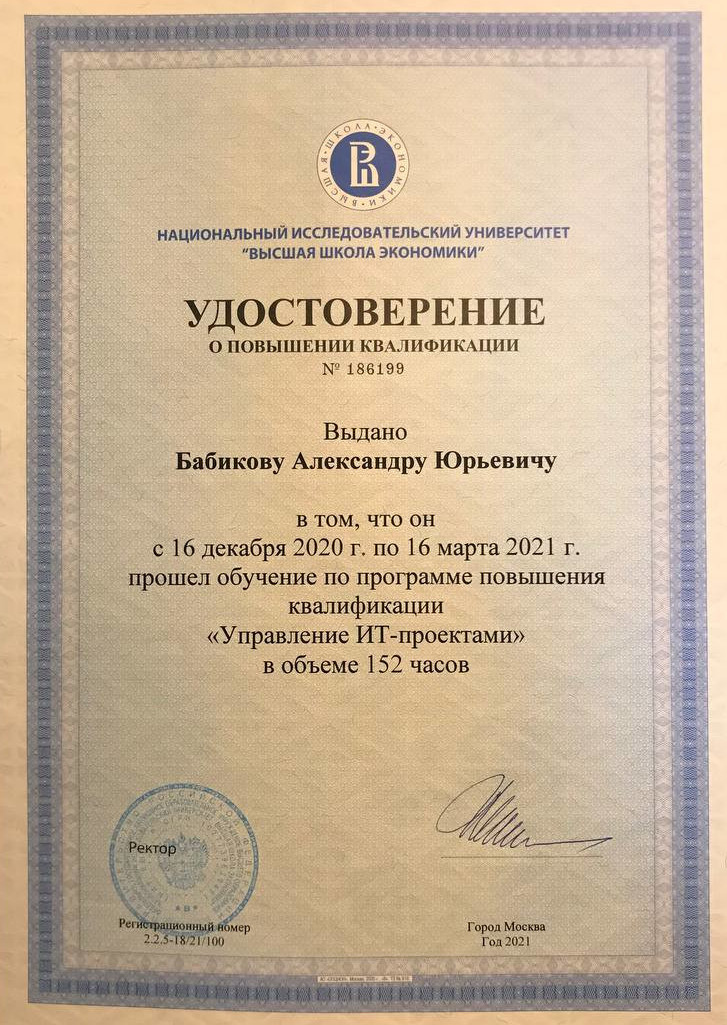 ВЫСШАЯ · ШКОЛА · ЭКОНОМИКИ
НАЦИОНАЛЬНЫЙ ИССЛЕДОВАТЕЛЬСКИЙ УНИВЕРСИТЕТ
“ВЫСШАЯ ШКОЛА ЭКОНОМИКИ”
УДОСТОВЕРЕНИЕ
О ПОВЫШЕНИИ КВАЛИФИКАЦИИ
№ 186199
Выдано
Бабикову Александру Юрьевичу
в том, что он
с 16 декабря 2020 г. по 16 марта 2021 г.
прошел обучение по программе повышения
квалификации
«Управление ИТ-проектами»
в объеме 152 часов
Ректор
Регистрационный номер
2.2.5-18/21/100
Город Москва
Год 2021